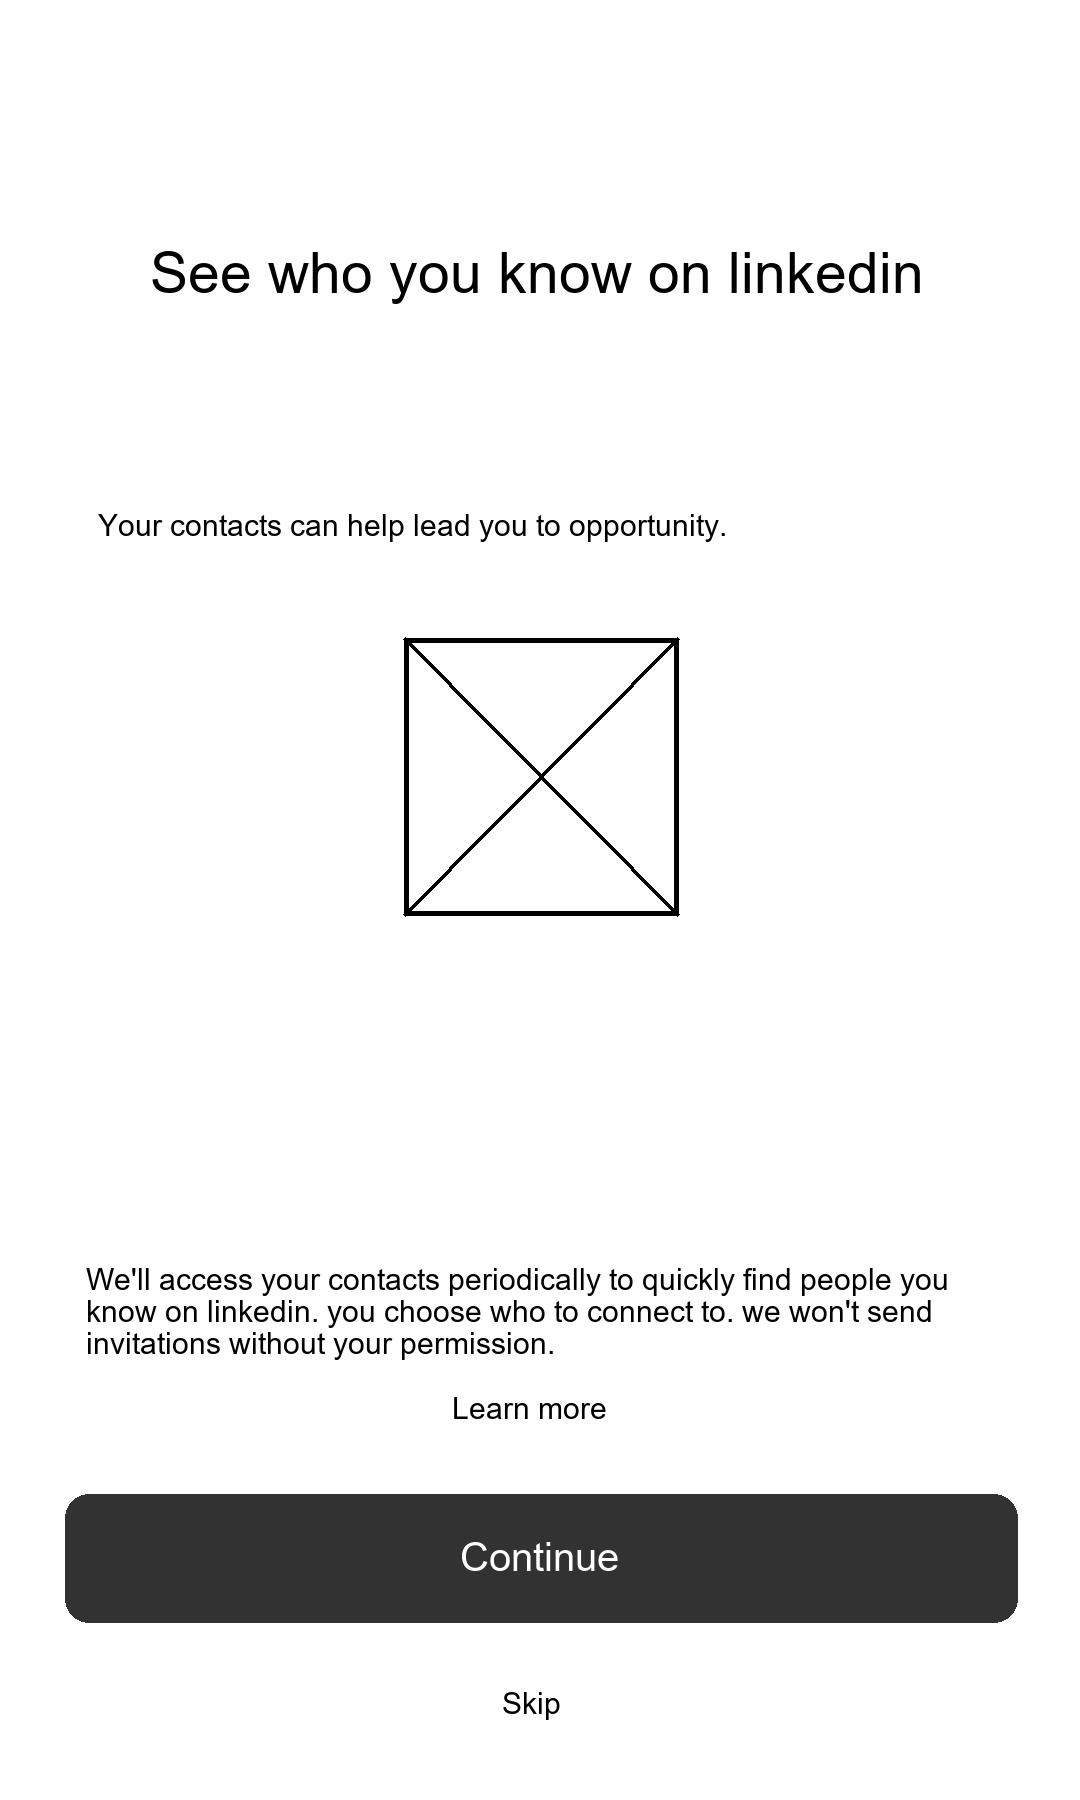 See who you know on linkedin
Your contacts can help lead you to opportunity.
We'll access your contacts periodically to quickly find people you
know on linkedin. you choose who to connect to. we won't send
invitations without your permission.
Learn more
Continue
Skip